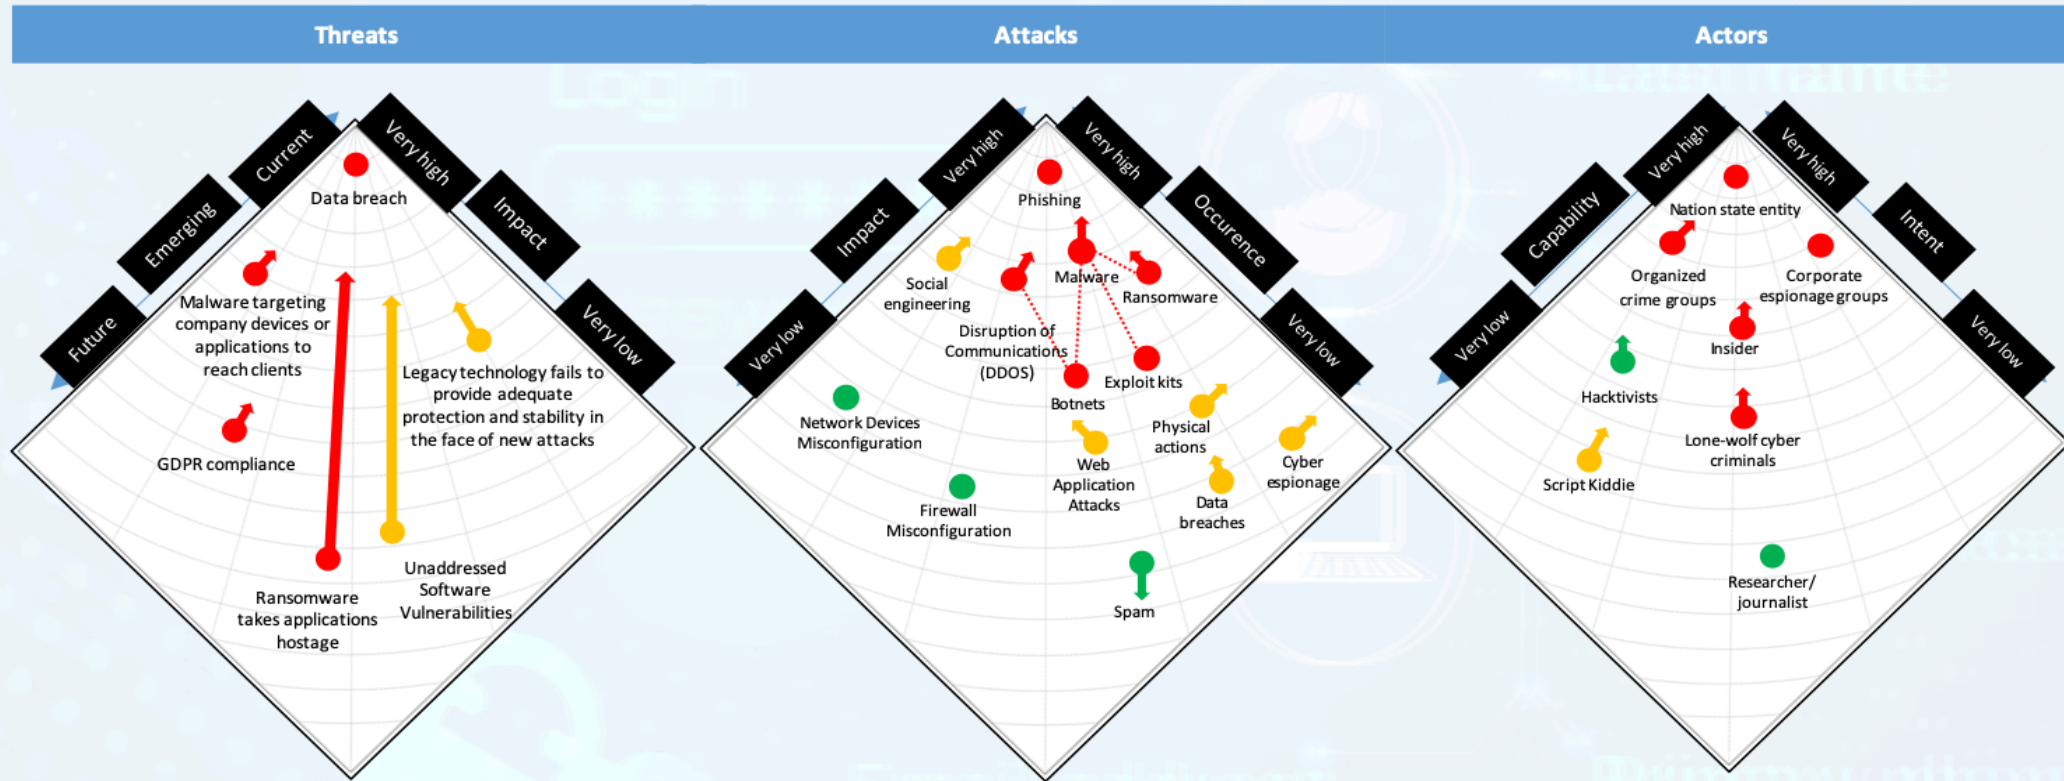 Threats
Attacks
Actors
Future
Emerging
Current
Very high
Impact
Very low
Data breach
Malware targeting
company devices or
applications to
reach clients
Legacy technology fails to
provide adequate
protection and stability in
the face of new attacks
GDPR compliance
Unaddressed
Software
Vulnerabilities
Ransomware
takes applications
hostage
Very low
Impact
Very high
Very high
Occurence
Very low
Phishing
Social
engineering
Malware
Ransomware
Disruption of
Communications
(DDOS)
Exploit kits
Botnets
Network Devices
Misconfiguration
Physical
actions
Web
Application
Attacks
Cyber
espionage
Firewall
Misconfiguration
Data
breaches
Spam
Very low
Capability
Very high
Very high
Intent
Very low
Nation state entity
Organized
crime groups
Corporate
espionage groups
Insider
Hacktivists
Lone-wolf cyber
criminals
Script Kiddie
Researcher/
journalist
Login